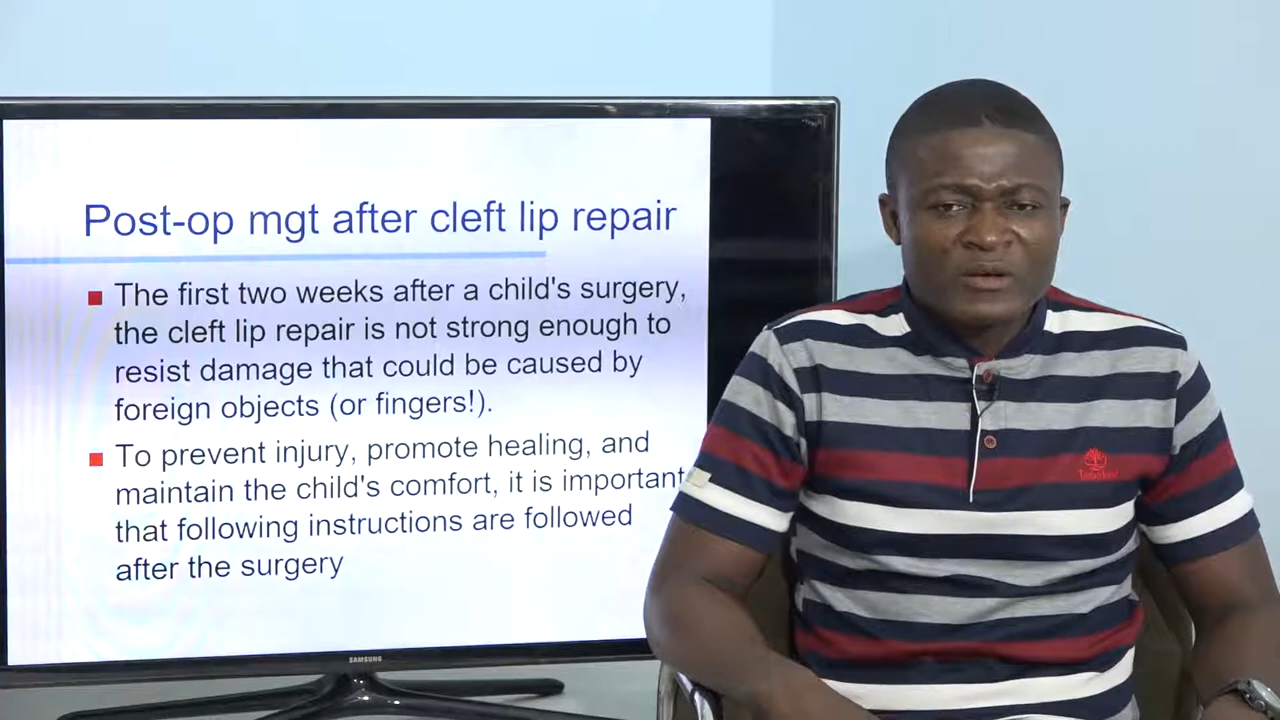 Post-op mgt after cleft lip repair
The first two weeks after a child's surgery,
the cleft lip repair is not strong enough to
resist damage that could be caused by
foreign objects (or fingers!).
To prevent injury, promote healing, and
maintain the child's comfort, it is important
that following instructions are followed
after the surgery
SAMSUNG
Timberland